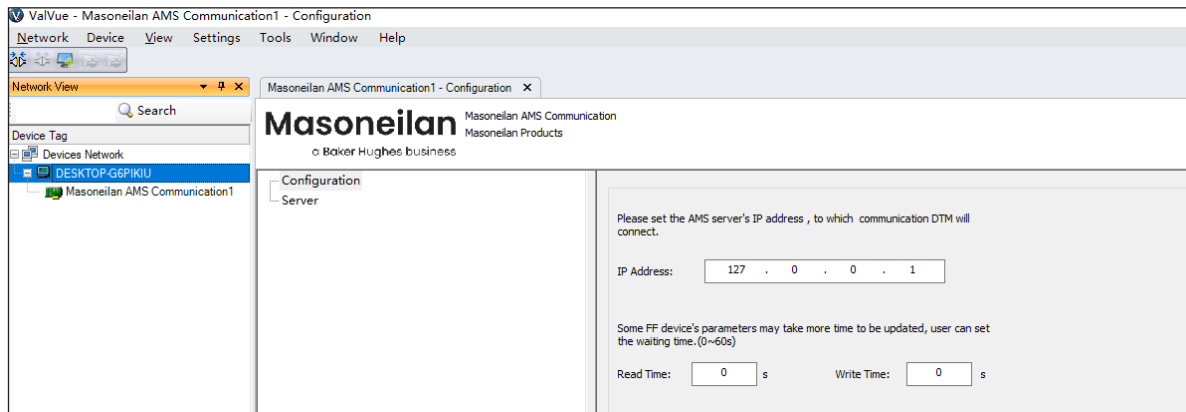 ValVue - Masoneilan AMS Communication1 - Configuration
Network Device View Settings Tools Window Help
Network View
Masoneilan AMS Communication1 - Configuration
Search
Device Tag
Devices Network
DESKTOP-G6PIKIU
Masoneilan AMS Communication1
Masoneilan
a Baker Hughes business
Masoneilan AMS Communication
Masoneilan Products
Configuration
Server
Please set the AMS server's IP address , to which communication DTM will
connect.
IP Address: 127 . 0 . 0 . 1
Some FF device's parameters may take more time to be updated, user can set
the waiting time.(0~60s)
Read Time: 0 s Write Time: 0 s